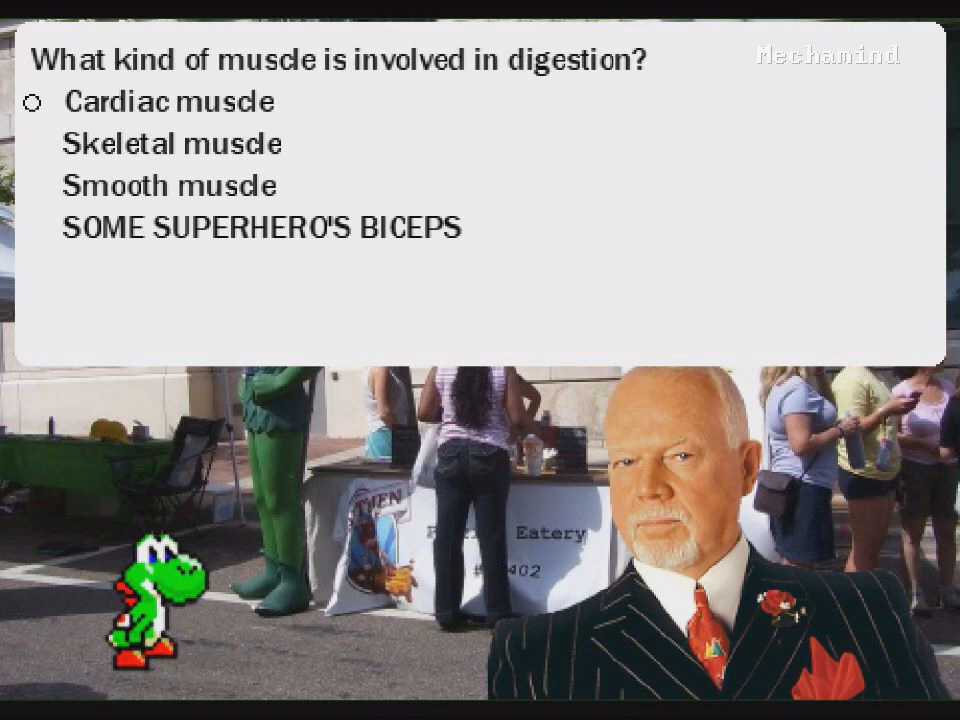 What kind of muscle is involved in digestion?
Mechamind
Cardiac muscle
Skeletal muscle
Smooth muscle
SOME SUPERHERO'S BICEPS
Eatery